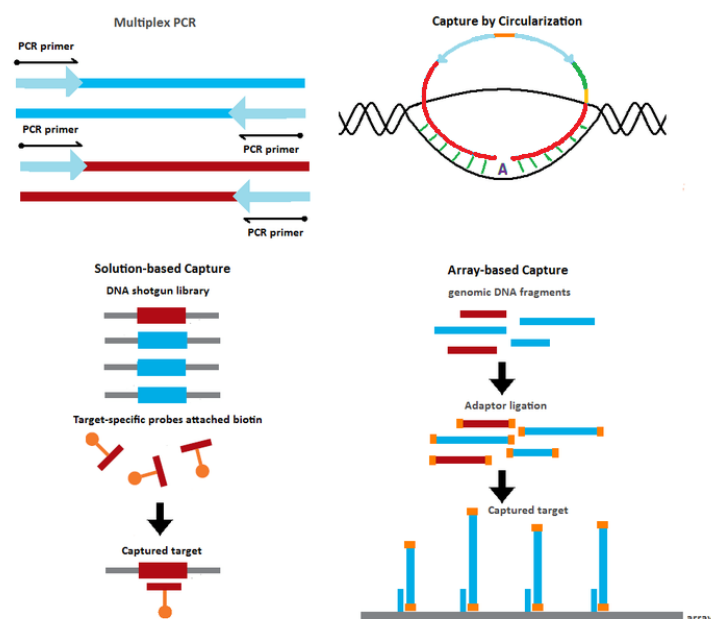 Multiplex PCR
PCR primer
PCR primer
PCR primer
PCR primer
Capture by Circularization
A
Solution-based Capture
DNA shotgun library
Target-specific probes attached biotin
Captured target
Array-based Capture
genomic DNA fragments
Adaptor ligation
Captured target
array